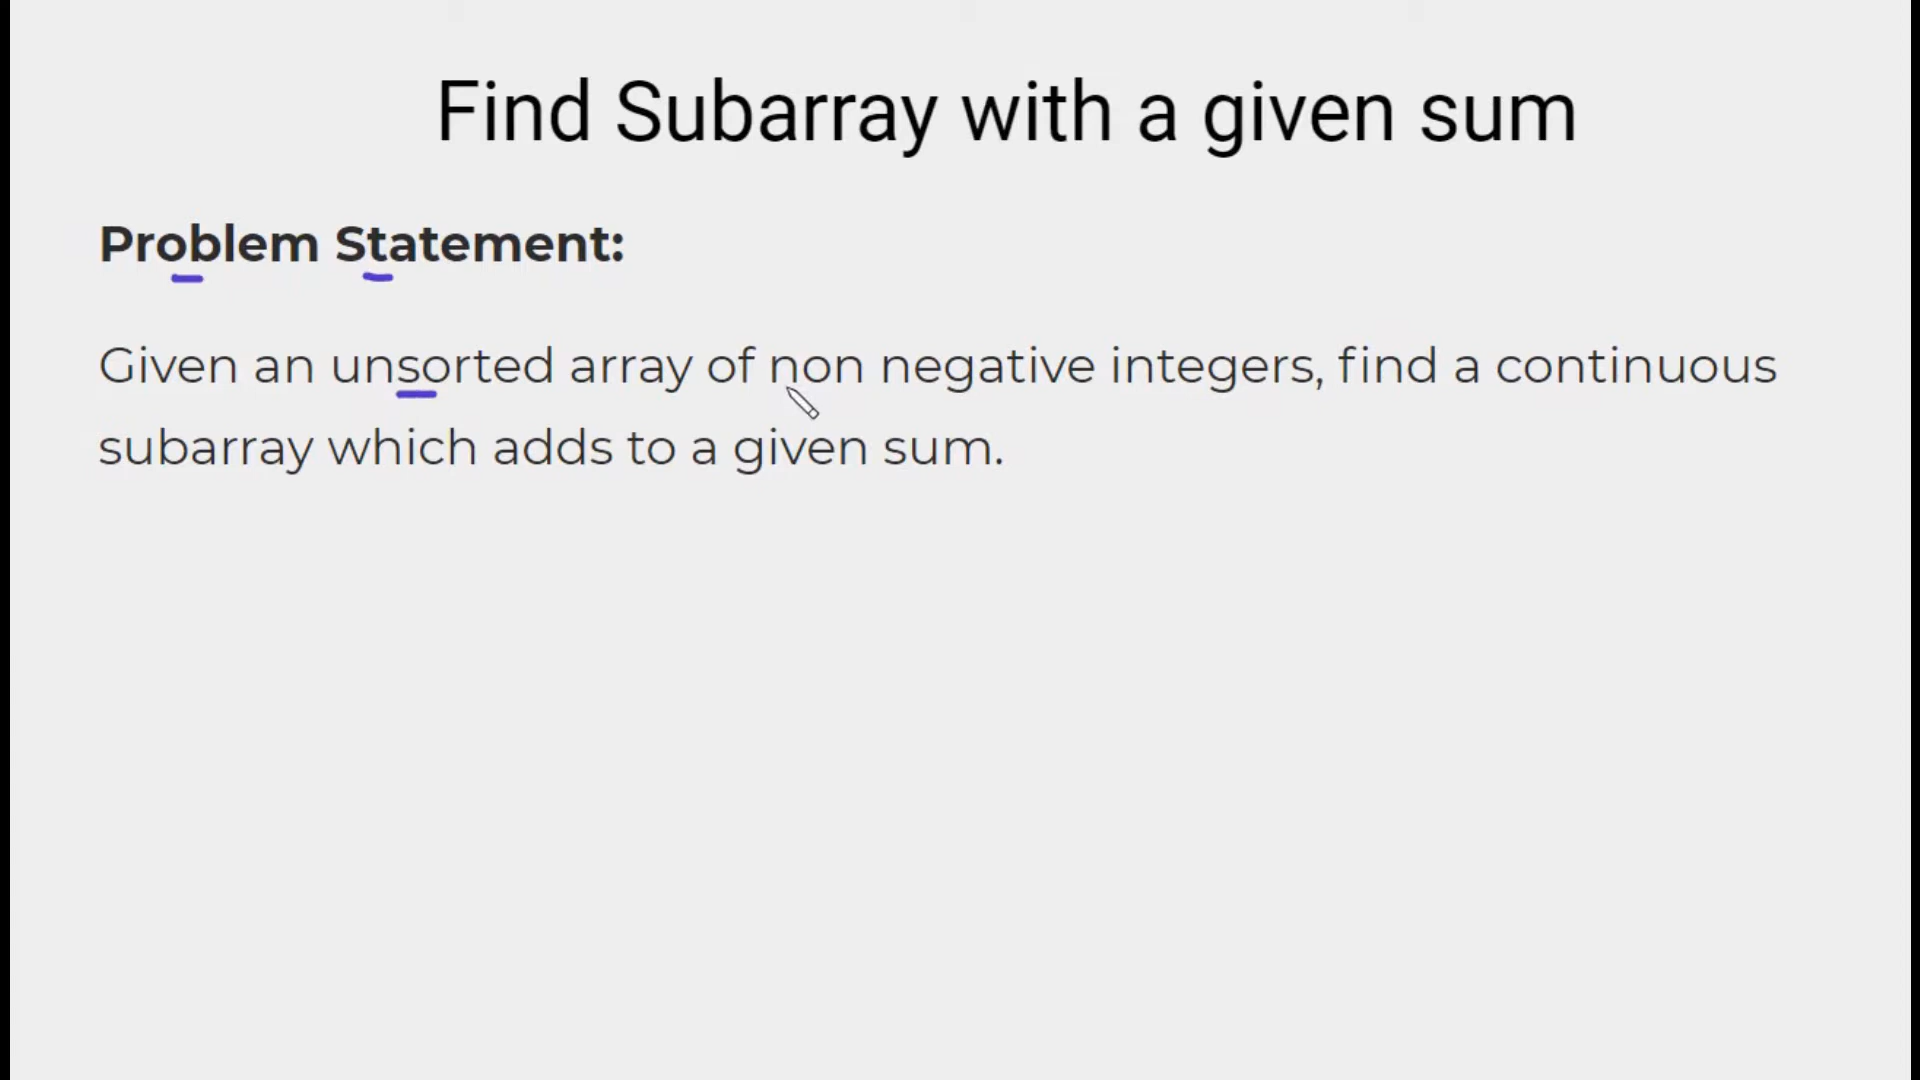 Find Subarray with a given sum
Problem Statement:
Given an unsorted array of non negative integers, find a continuous
subarray which adds to a given sum.